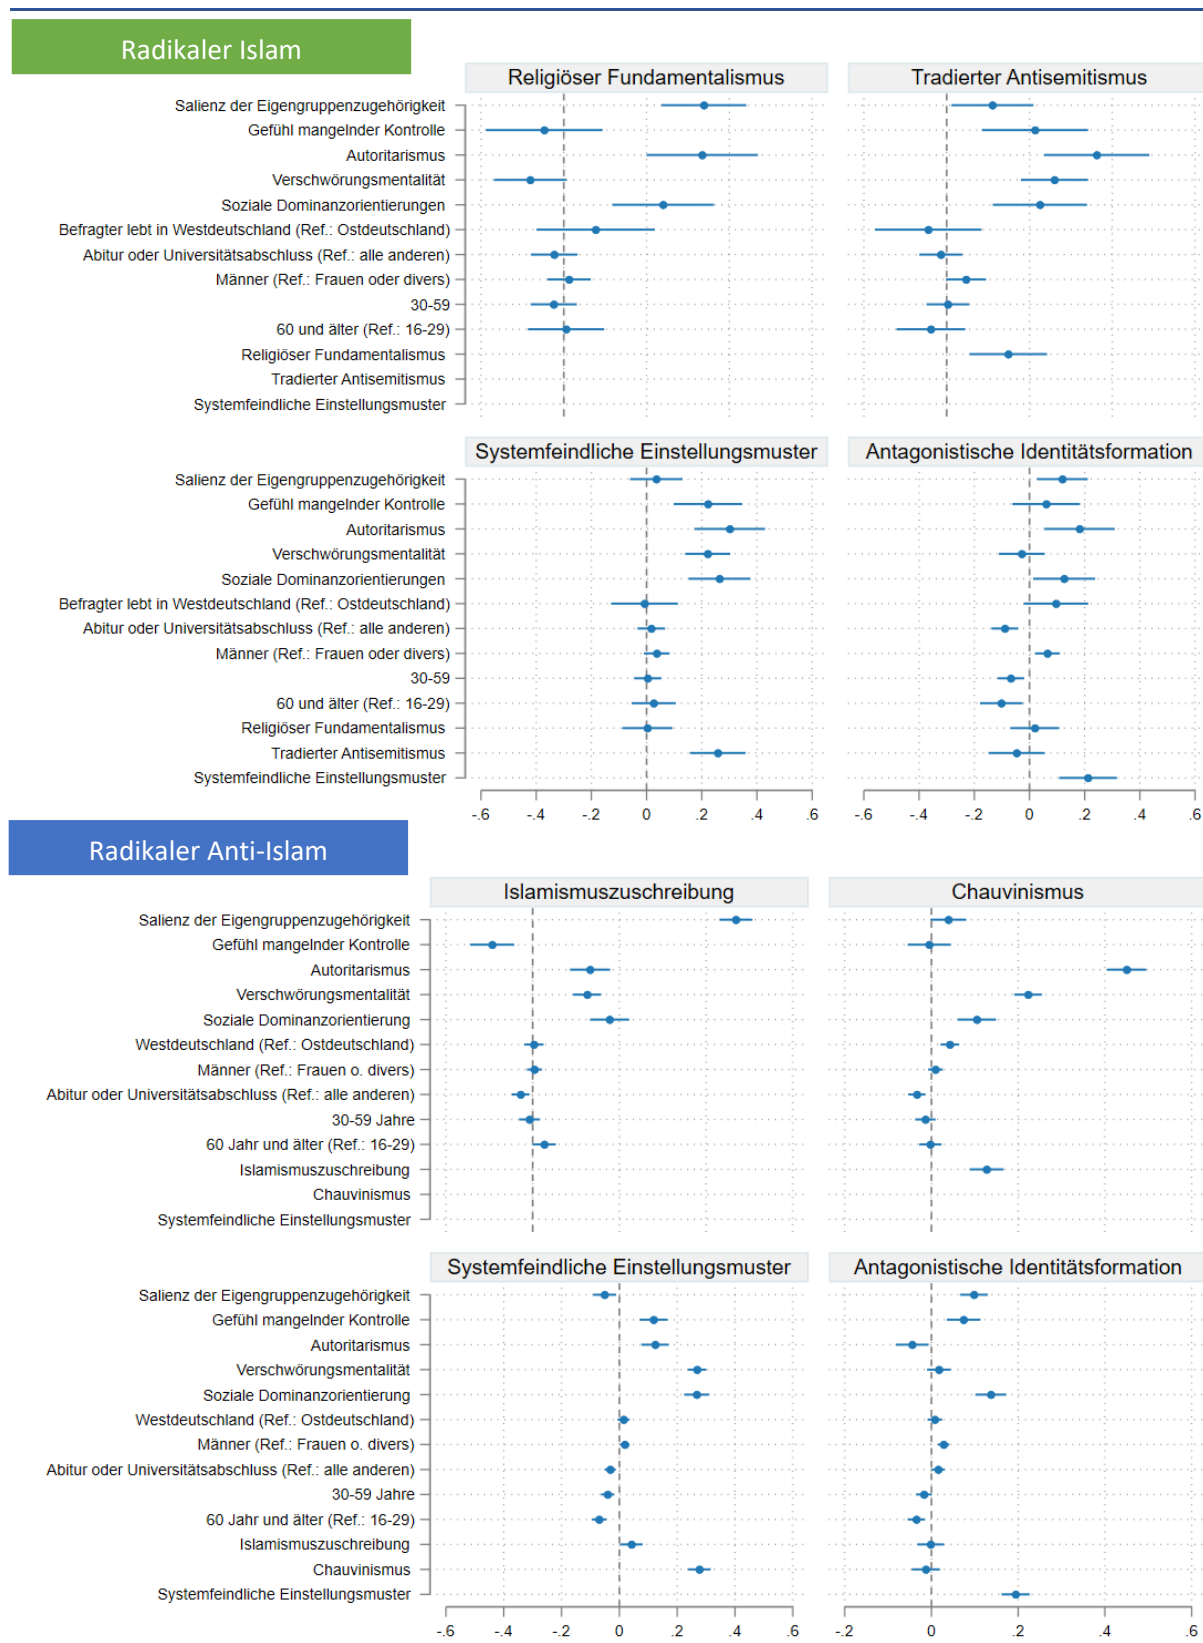 Radikaler Islam
Religiöser Fundamentalismus
Tradierter Antisemitismus
Salienz der Eigengruppenzugehörigkeit
Gefühl mangelnder Kontrolle
Autoritarismus
Verschwörungsmentalität
Soziale Dominanzorientierungen
Befragter lebt in Westdeutschland (Ref.: Ostdeutschland)
Abitur oder Universitätsabschluss (Ref.: alle anderen)
Männer (Ref.: Frauen oder divers)
30-59
60 und älter (Ref.: 16-29)
Religiöser Fundamentalismus
Tradierter Antisemitismus
Systemfeindliche Einstellungsmuster
Systemfeindliche Einstellungsmuster
Antagonistische Identitätsformation
Salienz der Eigengruppenzugehörigkeit
Gefühl mangelnder Kontrolle
Autoritarismus
Verschwörungsmentalität
Soziale Dominanzorientierungen
Befragter lebt in Westdeutschland (Ref.: Ostdeutschland)
Abitur oder Universitätsabschluss (Ref.: alle anderen)
Männer (Ref.: Frauen oder divers)
30-59
60 und älter (Ref.: 16-29)
Religiöser Fundamentalismus
Tradierter Antisemitismus
Systemfeindliche Einstellungsmuster
-.6 -.4 -.2 0 .2 .4 .6
-.6 -.4 -.2 0 .2 .4 .6
Radikaler Anti-Islam
Islamismuszuschreibung
Chauvinismus
Salienz der Eigengruppenzugehörigkeit
Gefühl mangelnder Kontrolle
Autoritarismus
Verschwörungsmentalität
Soziale Dominanzorientierung
Westdeutschland (Ref.: Ostdeutschland)
Männer (Ref.: Frauen o. divers)
Abitur oder Universitätsabschluss (Ref.: alle anderen)
30-59 Jahre
60 Jahr und älter (Ref.: 16-29)
Islamismuszuschreibung
Chauvinismus
Systemfeindliche Einstellungsmuster
Systemfeindliche Einstellungsmuster
Antagonistische Identitätsformation
Salienz der Eigengruppenzugehörigkeit
Gefühl mangelnder Kontrolle
Autoritarismus
Verschwörungsmentalität
Soziale Dominanzorientierung
Westdeutschland (Ref.: Ostdeutschland)
Männer (Ref.: Frauen o. divers)
Abitur oder Universitätsabschluss (Ref.: alle anderen)
30-59 Jahre
60 Jahr und älter (Ref.: 16-29)
Islamismuszuschreibung
Chauvinismus
Systemfeindliche Einstellungsmuster
-.6 -.4 -.2 0 .2 .4 .6
-.2 0 .2 .4 .6